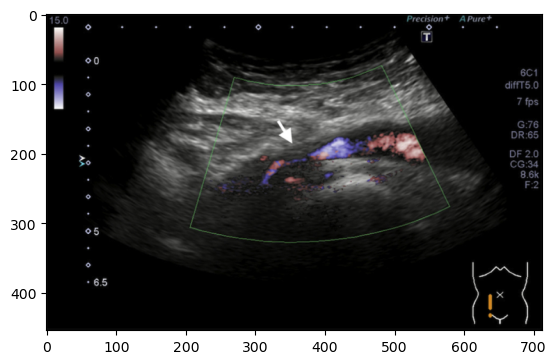 15.0
Precision+ A Pure+
T
0
6C1
diffT5.0
7 fps
G:76
DR:65
DF 2.0
CG:34
8.6k
F:2
5
6.5
0
100
200
300
400
0 100 200 300 400 500 600 700